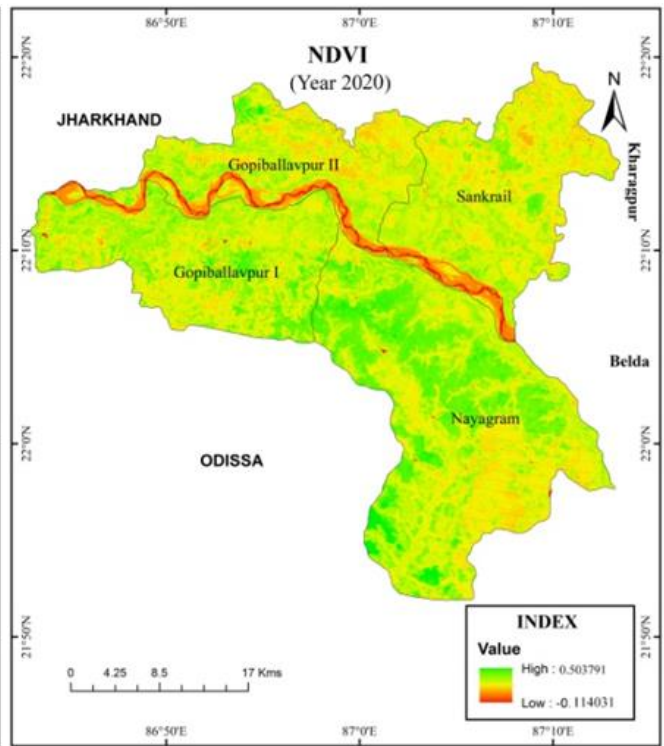 86°50'E
87°0'E
87°10'E
NDVI
(Year 2020)
22°20'N
22°20'N
N
JHARKHAND
Kharagpur
Gopiballavpur II
Sankrail
22°10'N
22°10'N
Gopiballavpur I
Belda
Nayagram
22°0'N
22°0'N
ODISSA
INDEX
Value
High : 0.503791
Low : -0.114031
21°50'N
21°50'N
0 4.25 8.5 17 Kms
86°50'E
87°0'E
87°10'E